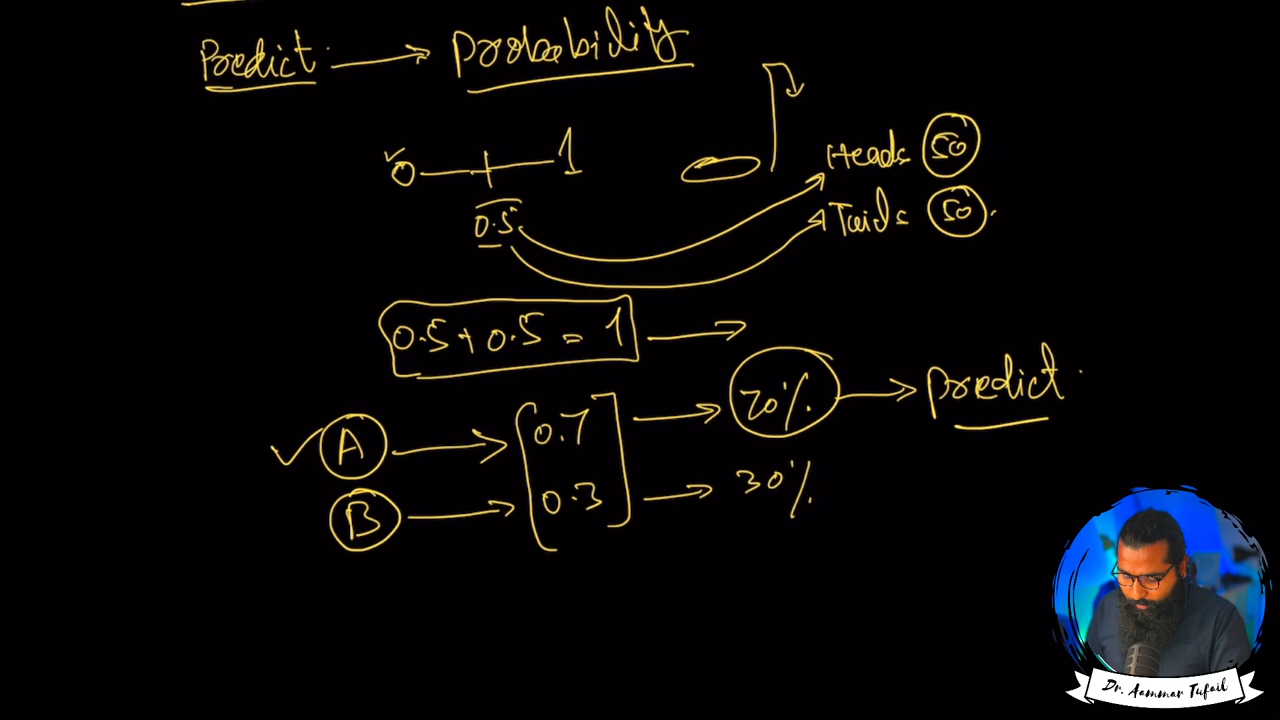 Predict → Probability
0 1 Heads 50
0.5 Tails 50
0.5 + 0.5 = 1 →
A → 0.7 → 70% → predict
B → 0.3 → 30%
Dr. Aammar Tufail